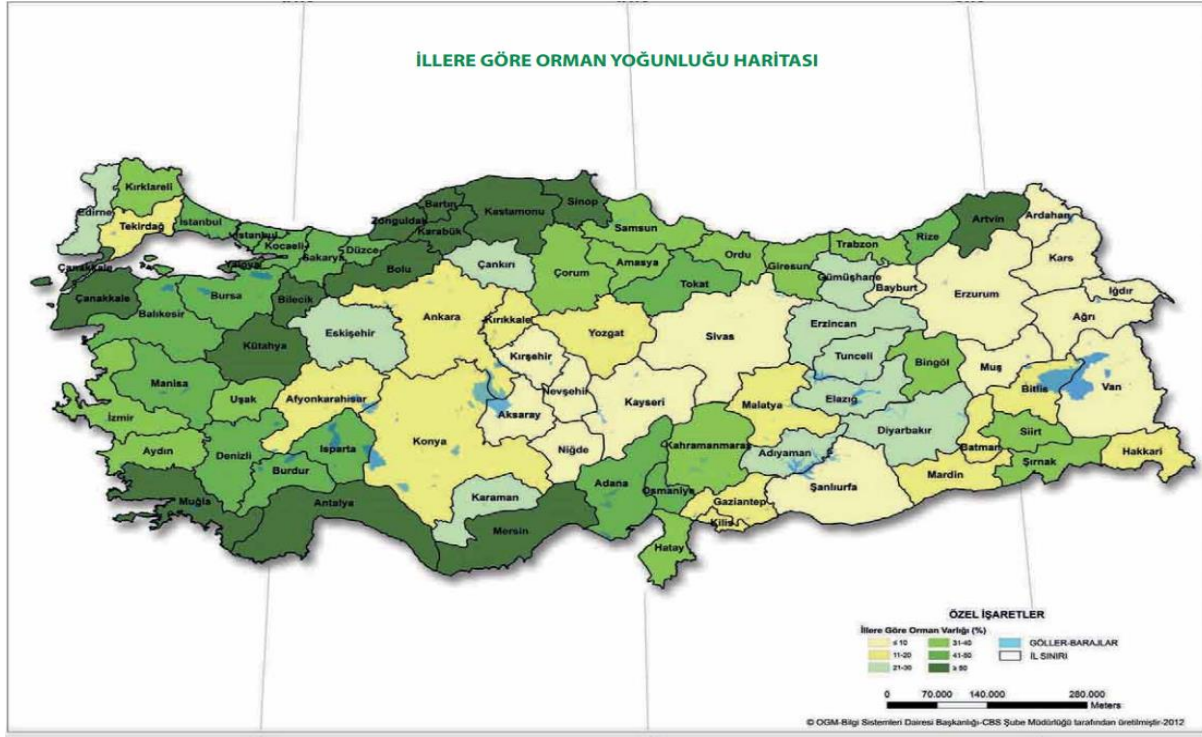 İLLERE GÖRE ORMAN YOĞUNLUĞU HARİTASI
Kırklareli
Edirne
Tekirdağ
İstanbul
İstanbul
Kocaeli
Yalova
Sakarya
Düzce
Zonguldak
Bartın
Karabük
Kastamonu
Sinop
Samsun
Ordu
Giresun
Trabzon
Rize
Artvin
Ardahan
Kars
Iğdır
Çanakkale
Çanakkale
Balıkesir
Bursa
Bilecik
Bolu
Çankırı
Çorum
Amasya
Tokat
Gümüşhane
Bayburt
Erzurum
Ağrı
Kütahya
Eskişehir
Ankara
Kırıkkale
Yozgat
Sivas
Erzincan
Tunceli
Bingöl
Muş
Bitlis
Van
Manisa
Uşak
Afyonkarahisar
Kırşehir
Nevşehir
Kayseri
Malatya
Elazığ
Diyarbakır
Batman
Siirt
Şırnak
Hakkari
İzmir
Aydın
Denizli
Isparta
Burdur
Konya
Aksaray
Niğde
Kahramanmaraş
Adıyaman
Şanlıurfa
Mardin
Muğla
Antalya
Karaman
Mersin
Adana
Osmaniye
Gaziantep
Kilis
Hatay
ÖZEL İŞARETLER
İllere Göre Orman Varlığı (%)
≤ 10
11-20
21-30
31-40
41-50
≥ 50
GÖLLER-BARAJLAR
İL SINIRI
0 70.000 140.000 280.000
Meters
© OGM-Bilgi Sistemleri Dairesi Başkanlığı-CBS Şube Müdürlüğü tarafından üretilmiştir-2012